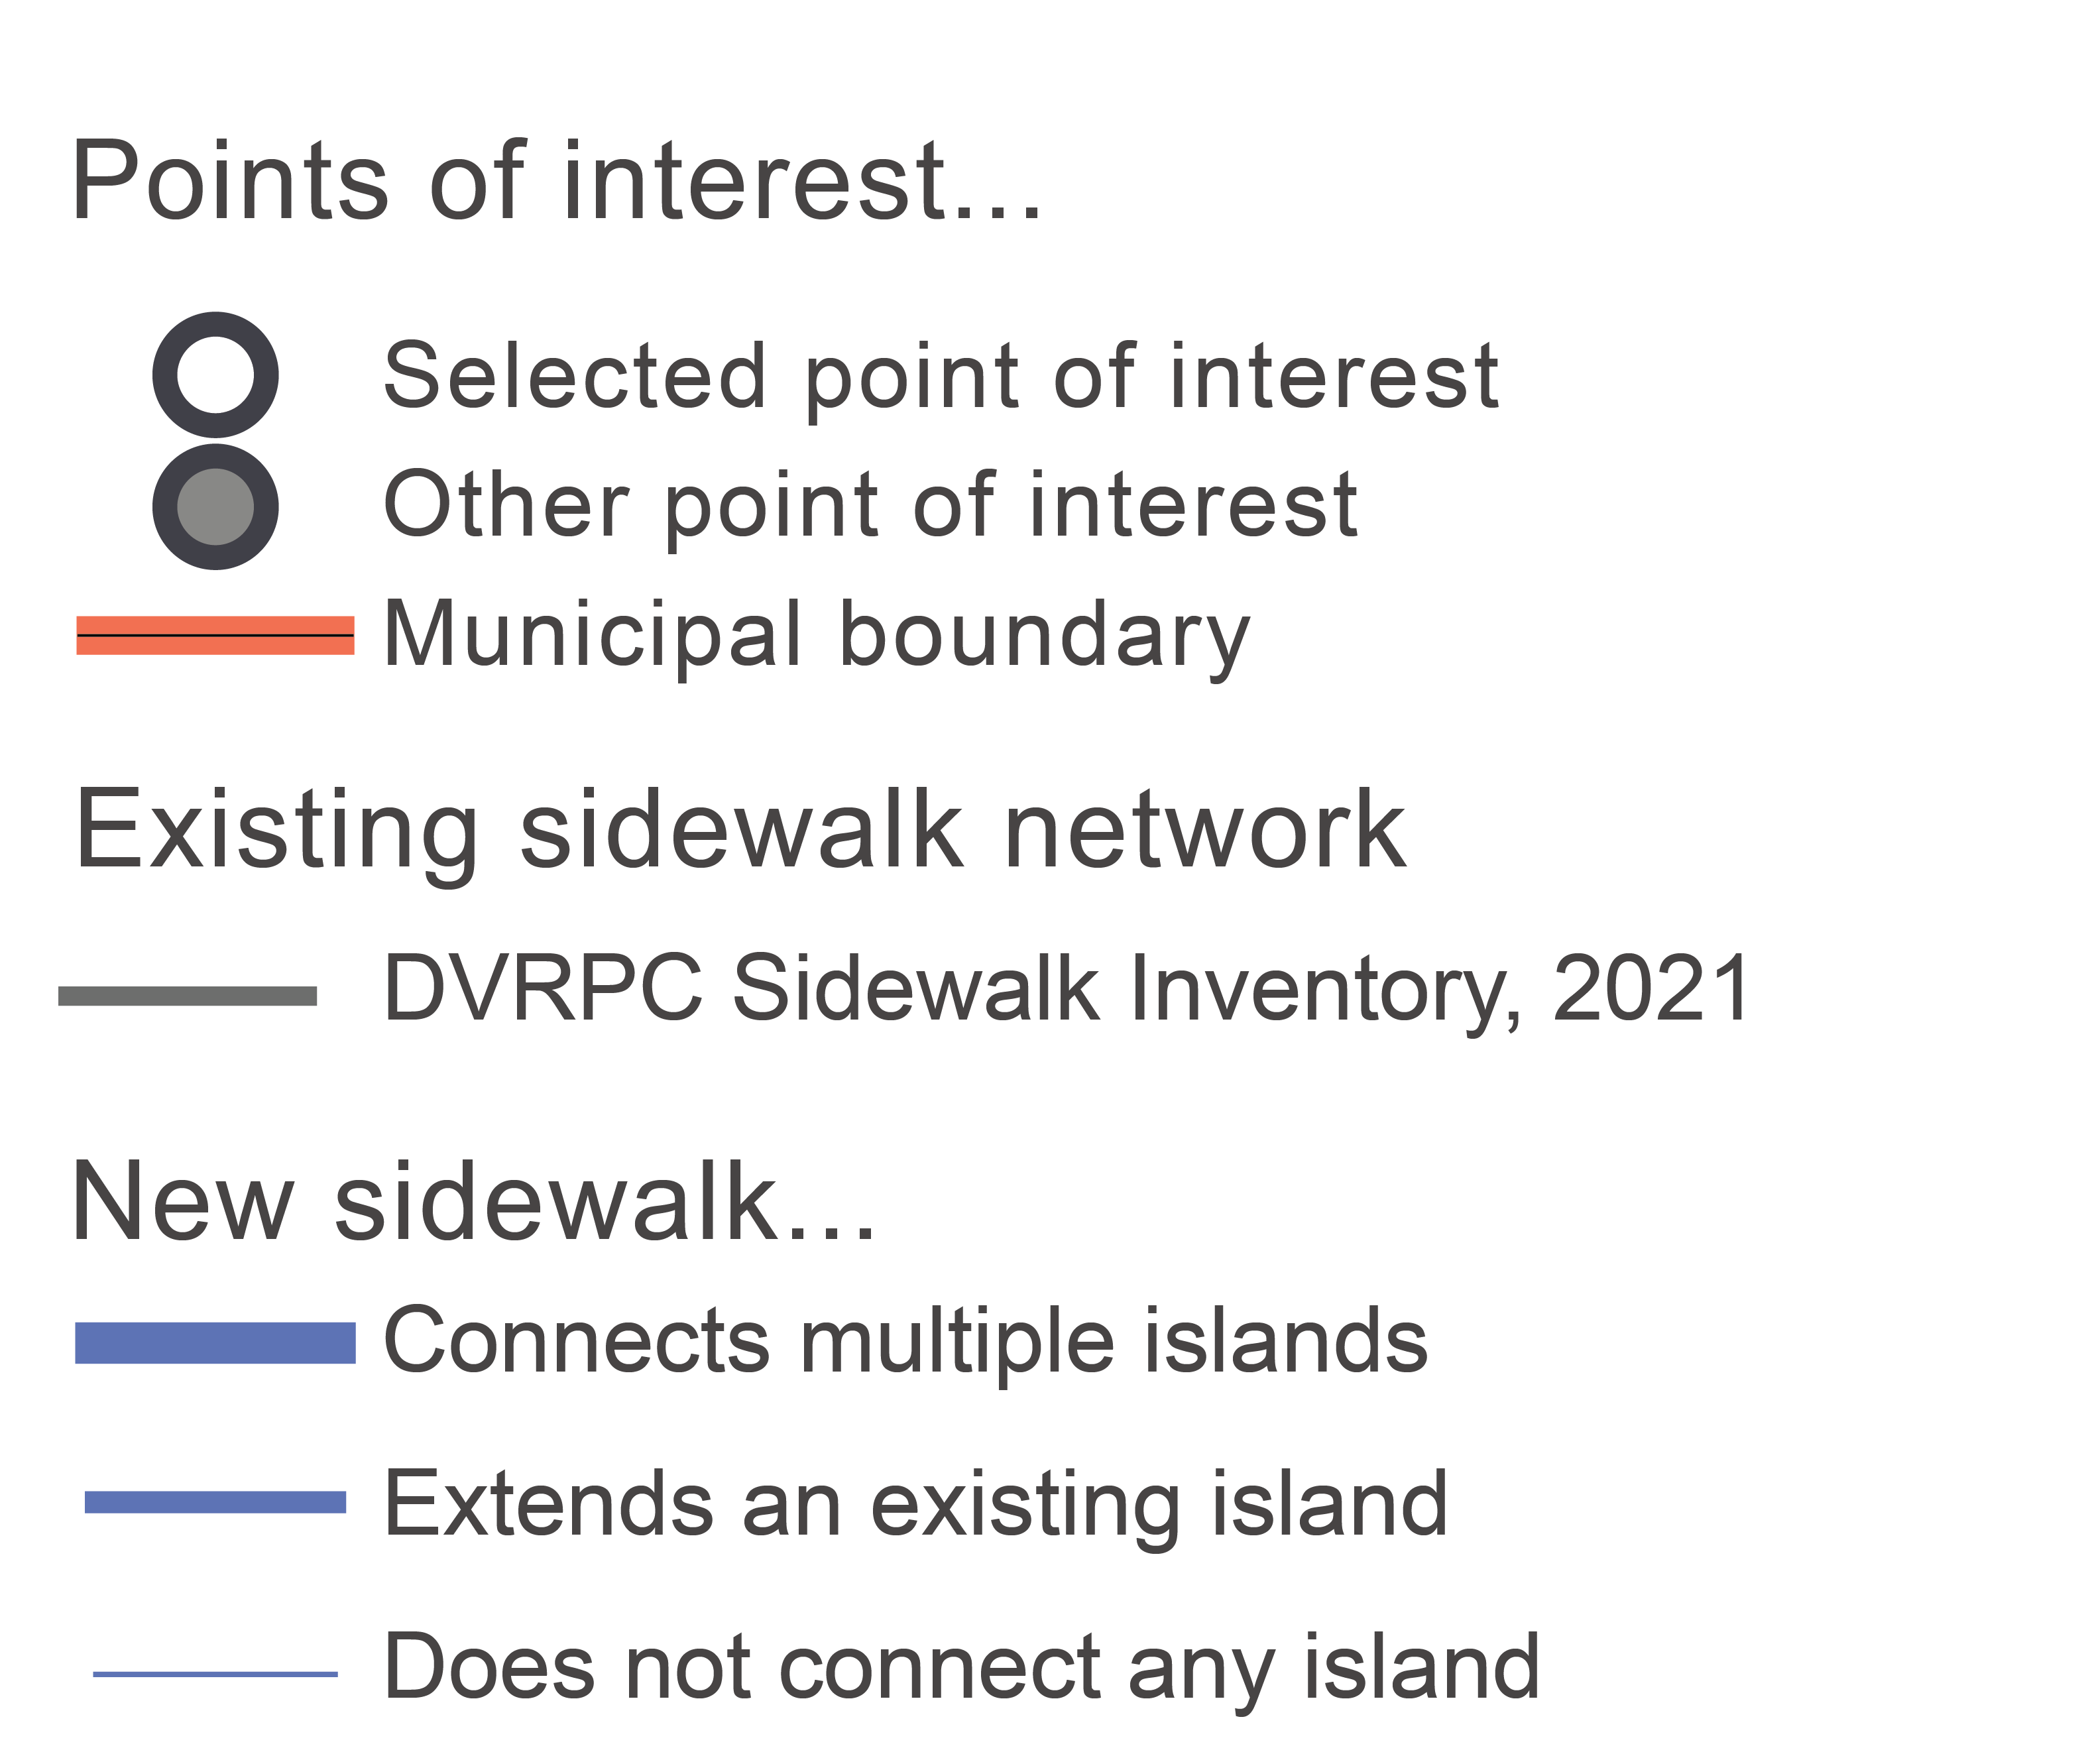 Points of interest...
Selected point of interest
Other point of interest
Municipal boundary
Existing sidewalk network
DVRPC Sidewalk Inventory, 2021
New sidewalk...
Connects multiple islands
Extends an existing island
Does not connect any island